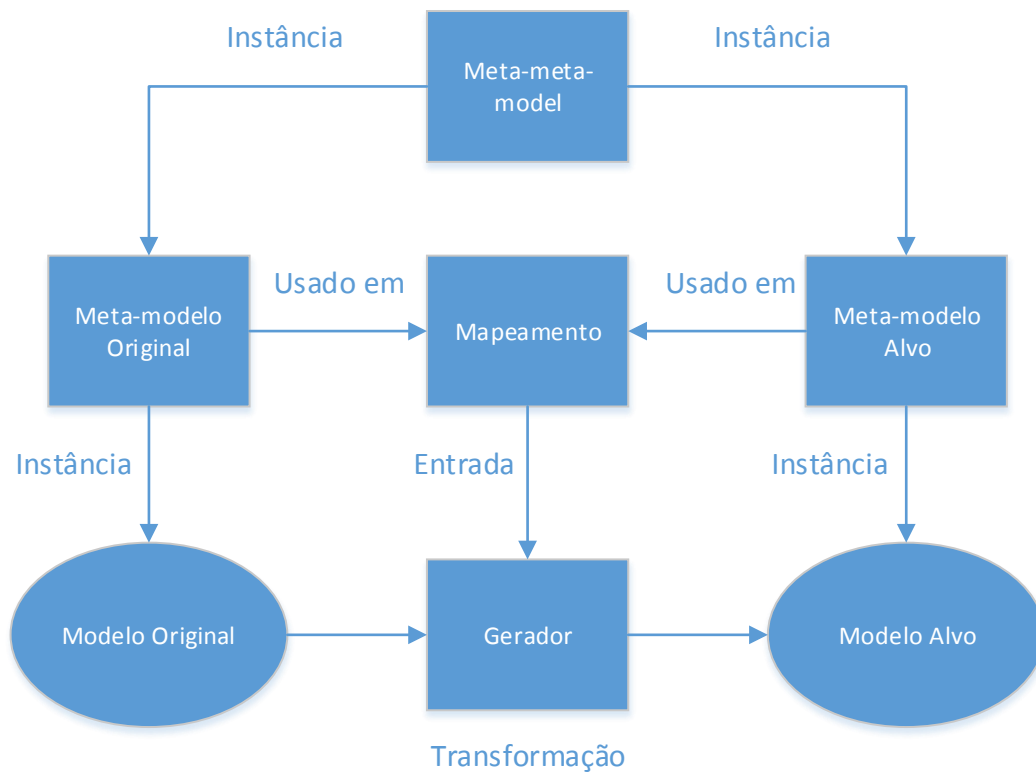 Instância
Instância
Meta-meta-
model
Usado em
Usado em
Meta-modelo
Original
Mapeamento
Meta-modelo
Alvo
Instância
Entrada
Instância
Modelo Original
Gerador
Modelo Alvo
Transformação